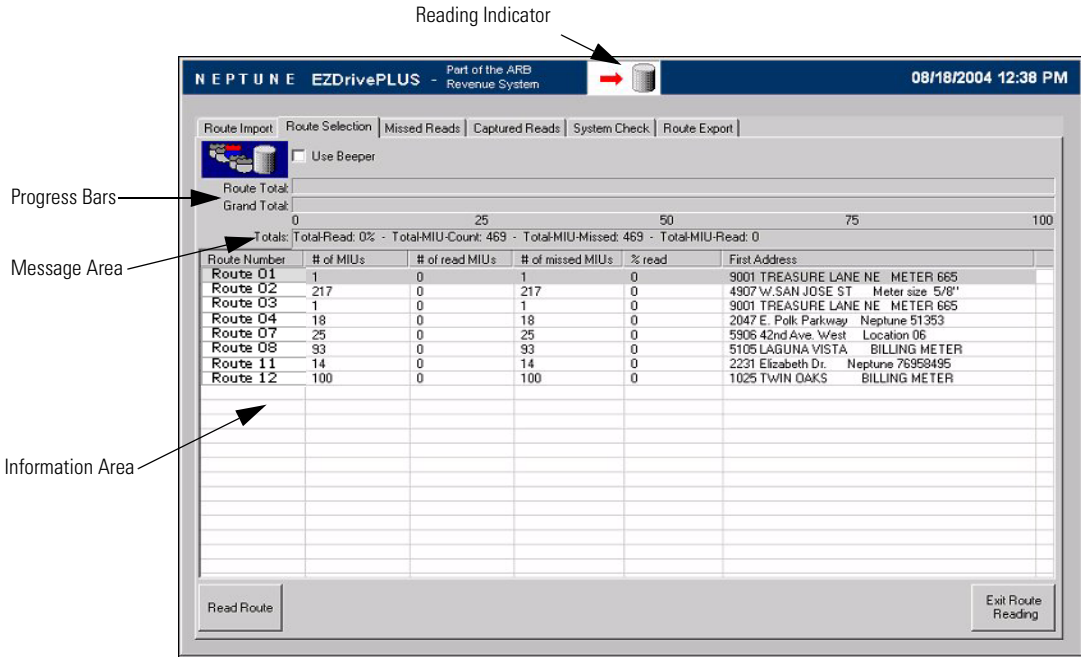 Reading Indicator
NEPTUNE EZDrivePLUS - Part of the ARB Revenue System 08/18/2004 12:38 PM
Route Import Route Selection Missed Reads Captured Reads System Check Route Export
Use Beeper
Progress Bars
Route Total:
Grand Total:
0 25 50 75 100
Message Area
Totals: Total-Read: 0% - Total-MIU-Count: 469 - Total-MIU-Missed: 469 - Total-MIU-Read: 0
Route Number # of MIUs # of read MIUs # of missed MIUs % read First Address
Route 01 1 0 1 0 9001 TREASURE LANE NE METER 665
Route 02 217 0 217 0 4907 W.SAN JOSE ST Meter size 5/8"
Route 03 1 0 1 0 9001 TREASURE LANE NE METER 665
Route 04 18 0 18 0 2047 E. Polk Parkway Neptune 51353
Route 07 25 0 25 0 5906 42nd Ave. West Location 06
Route 08 93 0 93 0 5105 LAGUNA VISTA BILLING METER
Route 11 14 0 14 0 2231 Elizabeth Dr. Neptune 76958495
Route 12 100 0 100 0 1025 TWIN OAKS BILLING METER
Information Area
Read Route
Exit Route Reading